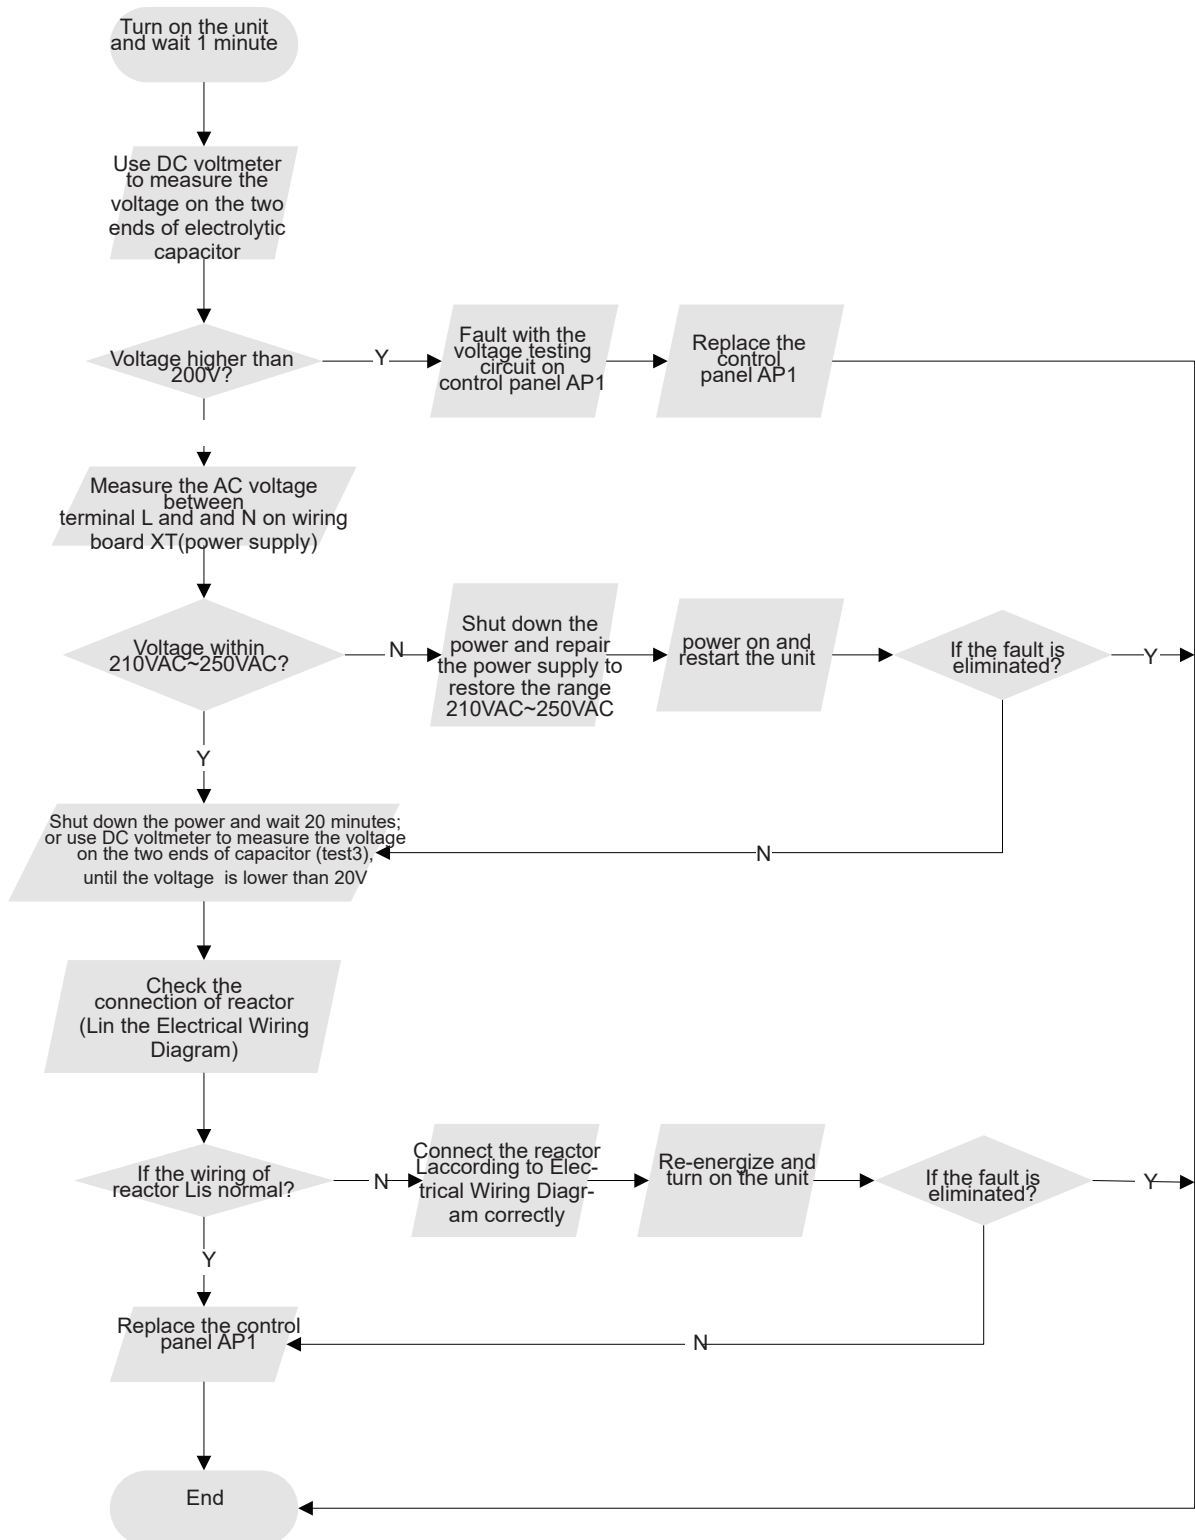 Turn on the unit
and wait 1 minute
Use DC voltmeter
to measure the
voltage on the two
ends of electrolytic
capacitor
Voltage higher than
200V?
Y
Fault with the
voltage testing
circuit on
control panel AP1
Replace the
control
panel AP1
Measure the AC voltage
between
terminal L and and N on wiring
board XT(power supply)
Voltage within
210VAC~250VAC?
N
Shut down the
power and repair
the power supply to
restore the range
210VAC~250VAC
power on and
restart the unit
If the fault is
eliminated?
Y
Y
Shut down the power and wait 20 minutes;
or use DC voltmeter to measure the voltage
on the two ends of capacitor (test3),
until the voltage is lower than 20V
N
Check the
connection of reactor
(Lin the Electrical Wiring
Diagram)
If the wiring of
reactor Lis normal?
N
Connect the reactor
Laccording to Elec-
trical Wiring Diagr-
am correctly
Re-energize and
turn on the unit
If the fault is
eliminated?
Y
Y
Replace the control
panel AP1
N
End